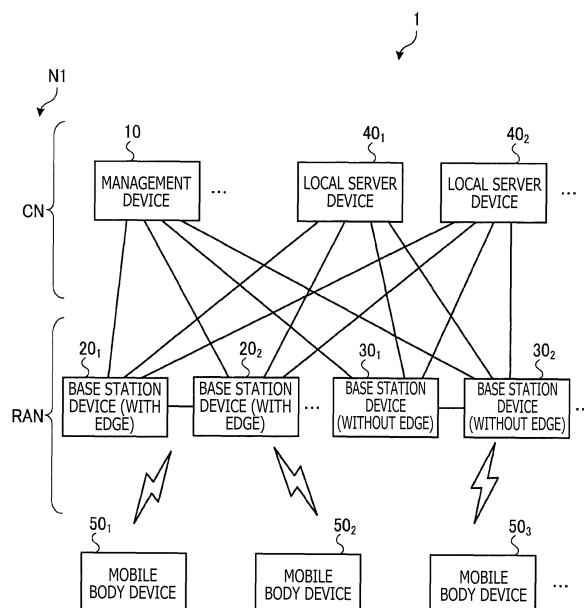 1
N1
10
40₁
40₂
MANAGEMENT
DEVICE
...
LOCAL SERVER
DEVICE
LOCAL SERVER
DEVICE
...
CN
20₁
20₂
30₁
30₂
RAN
BASE STATION
DEVICE (WITH
EDGE)
BASE STATION
DEVICE (WITH
EDGE)
...
BASE STATION
DEVICE
(WITHOUT EDGE)
BASE STATION
DEVICE
(WITHOUT EDGE)
...
50₁
50₂
50₃
MOBILE
BODY DEVICE
MOBILE
BODY DEVICE
MOBILE
BODY DEVICE
...